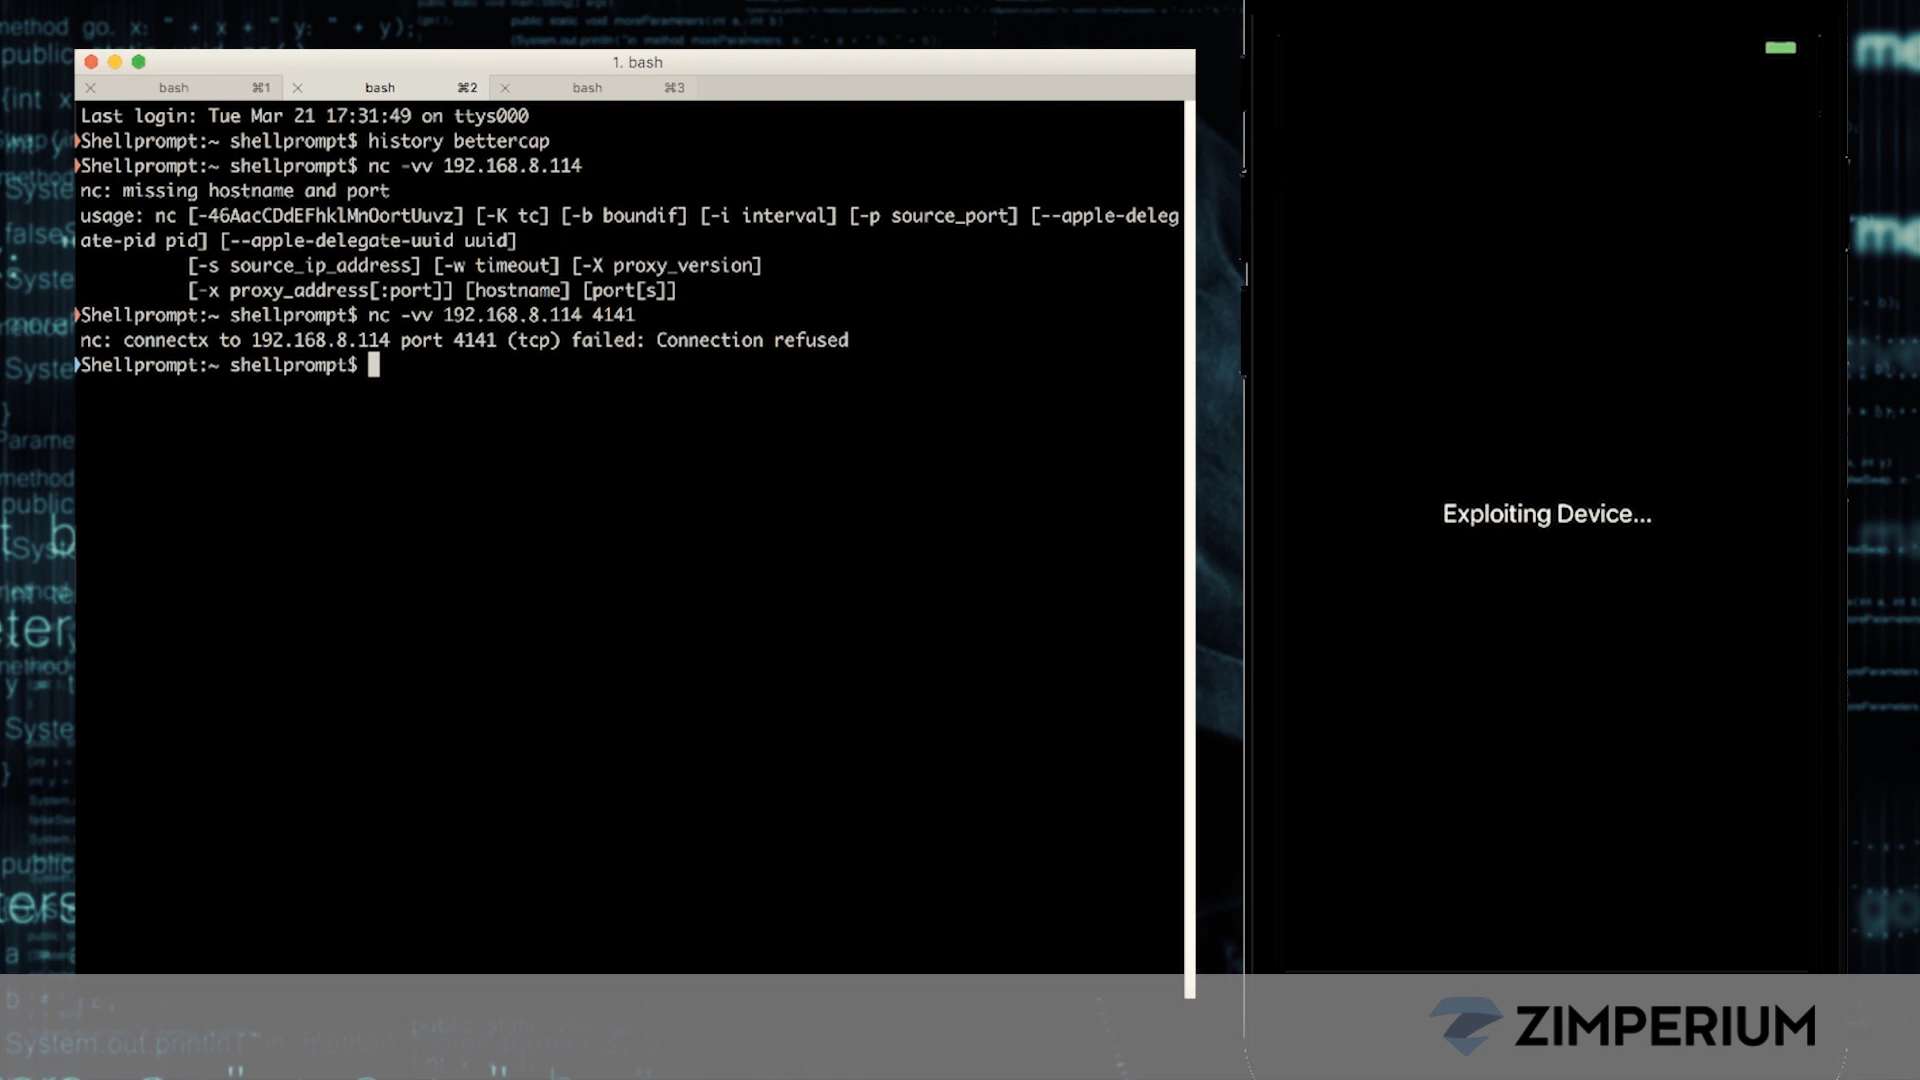 1. bash
bash ⌘1 bash ⌘2 bash ⌘3
Last login: Tue Mar 21 17:31:49 on ttys000
Shellprompt:~ shellprompt$ history bettercap
Shellprompt:~ shellprompt$ nc -vv 192.168.8.114
nc: missing hostname and port
usage: nc [-46AacCDdEFhklMnOortUuvz] [-K tc] [-b boundif] [-i interval] [-p source_port] [--apple-deleg
ate-pid pid] [--apple-delegate-uuid uuid]
[-s source_ip_address] [-w timeout] [-X proxy_version]
[-x proxy_address[:port]] [hostname] [port[s]]
Shellprompt:~ shellprompt$ nc -vv 192.168.8.114 4141
nc: connectx to 192.168.8.114 port 4141 (tcp) failed: Connection refused
Shellprompt:~ shellprompt$
Exploiting Device...
ZIMPERIUM